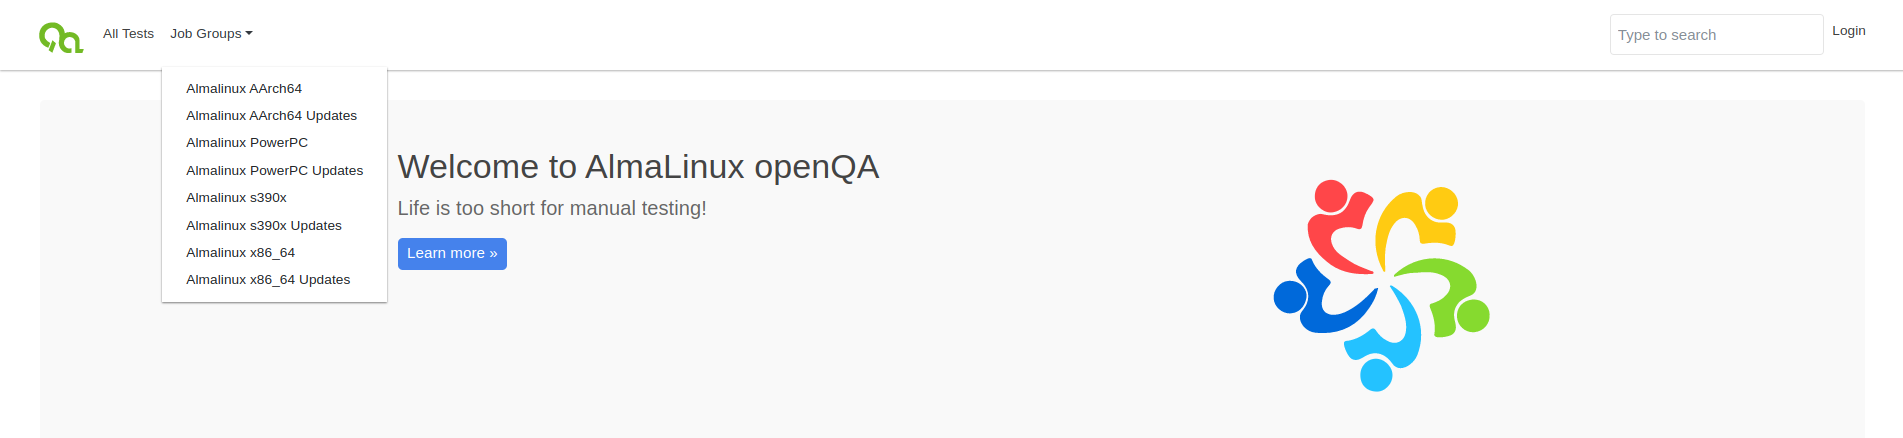 All Tests
Job Groups
Type to search
Login
Almalinux AArch64
Almalinux AArch64 Updates
Almalinux PowerPC
Almalinux PowerPC Updates
Almalinux s390x
Almalinux s390x Updates
Almalinux x86_64
Almalinux x86_64 Updates
Welcome to AlmaLinux openQA
Life is too short for manual testing!
Learn more »